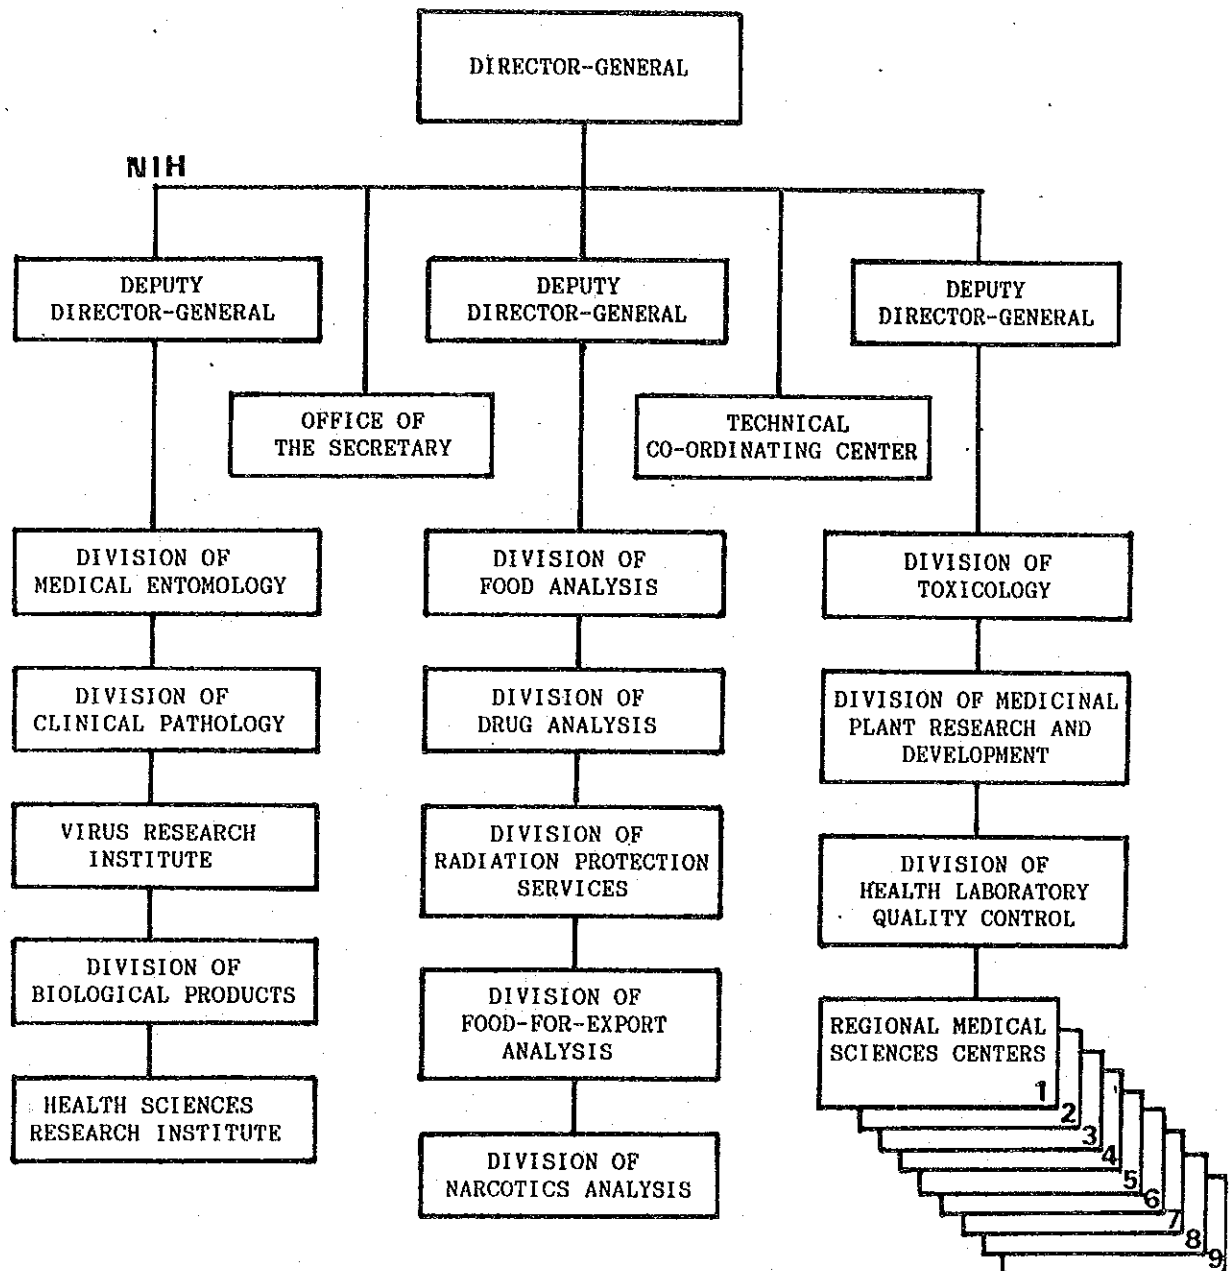 DIRECTOR-GENERAL
NIH
DEPUTY
DIRECTOR-GENERAL
DEPUTY
DIRECTOR-GENERAL
DEPUTY
DIRECTOR-GENERAL
OFFICE OF
THE SECRETARY
TECHNICAL
CO-ORDINATING CENTER
DIVISION OF
MEDICAL ENTOMOLOGY
DIVISION OF
CLINICAL PATHOLOGY
VIRUS RESEARCH
INSTITUTE
DIVISION OF
BIOLOGICAL PRODUCTS
HEALTH SCIENCES
RESEARCH INSTITUTE
DIVISION OF
FOOD ANALYSIS
DIVISION OF
DRUG ANALYSIS
DIVISION OF
RADIATION PROTECTION
SERVICES
DIVISION OF
FOOD-FOR-EXPORT
ANALYSIS
DIVISION OF
NARCOTICS ANALYSIS
DIVISION OF
TOXICOLOGY
DIVISION OF MEDICINAL
PLANT RESEARCH AND
DEVELOPMENT
DIVISION OF
HEALTH LABORATORY
QUALITY CONTROL
REGIONAL MEDICAL
SCIENCES CENTERS
1
2
3
4
5
6
7
8
9